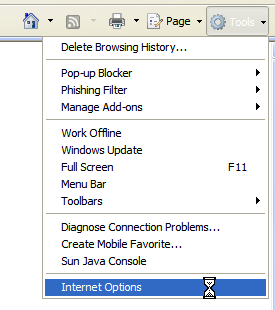 Page Tools
Delete Browsing History...
Pop-up Blocker
Phishing Filter
Manage Add-ons
Work Offline
Windows Update
Full Screen F11
Menu Bar
Toolbars
Diagnose Connection Problems...
Create Mobile Favorite...
Sun Java Console
Internet Options